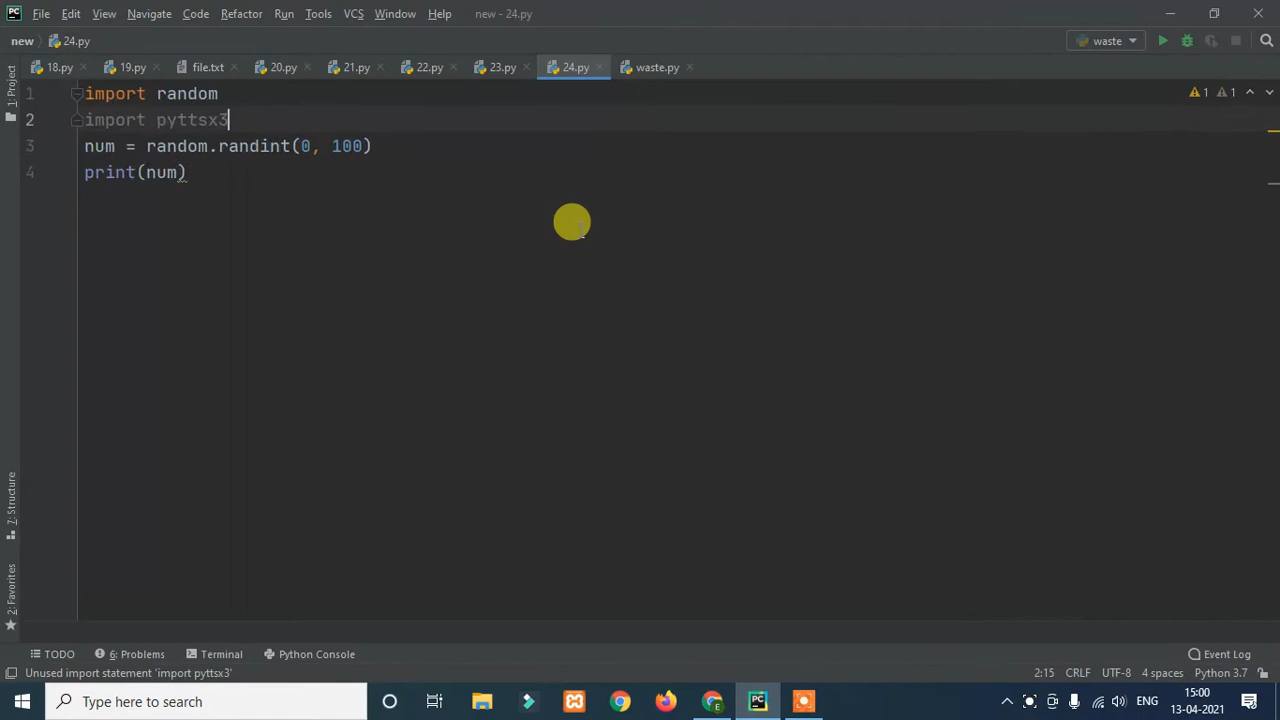 File Edit View Navigate Code Refactor Run Tools VCS Window Help new - 24.py
new 24.py waste
18.py 19.py file.txt 20.py 21.py 22.py 23.py 24.py waste.py
1: Project
1 import random
2 import pyttsx3
3 num = random.randint(0, 100)
4 print(num)
1 1
7: Structure
2: Favorites
TODO 6: Problems Terminal Python Console Event Log
Unused import statement 'import pyttsx3' 2:15 CRLF UTF-8 4 spaces Python 3.7
Type here to search ENG 15:00
13-04-2021